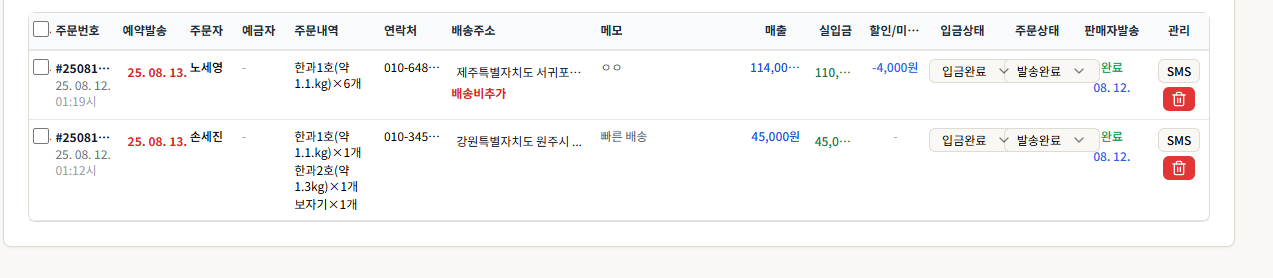 주문번호 예약발송 주문자 예금자 주문내역 연락처 배송주소 메모 매출 실입금 할인/미… 입금상태 주문상태 판매자발송 관리
#25081… 25. 08. 13. 노세영 - 한과1호(약 010-648… 제주특별자치도 서귀포… ㅇㅇ 114,00… 110,… -4,000원 입금완료 발송완료 완료 SMS
25. 08. 12. 1.1.kg)×6개 배송비추가 08. 12.
01:19시
#25081… 25. 08. 13. 손세진 - 한과1호(약 010-345… 강원특별자치도 원주시 ... 빠른 배송 45,000원 45,0… - 입금완료 발송완료 완료 SMS
25. 08. 12. 1.1.kg)×1개 08. 12.
01:12시 한과2호(약
1.3kg)×1개
보자기×1개